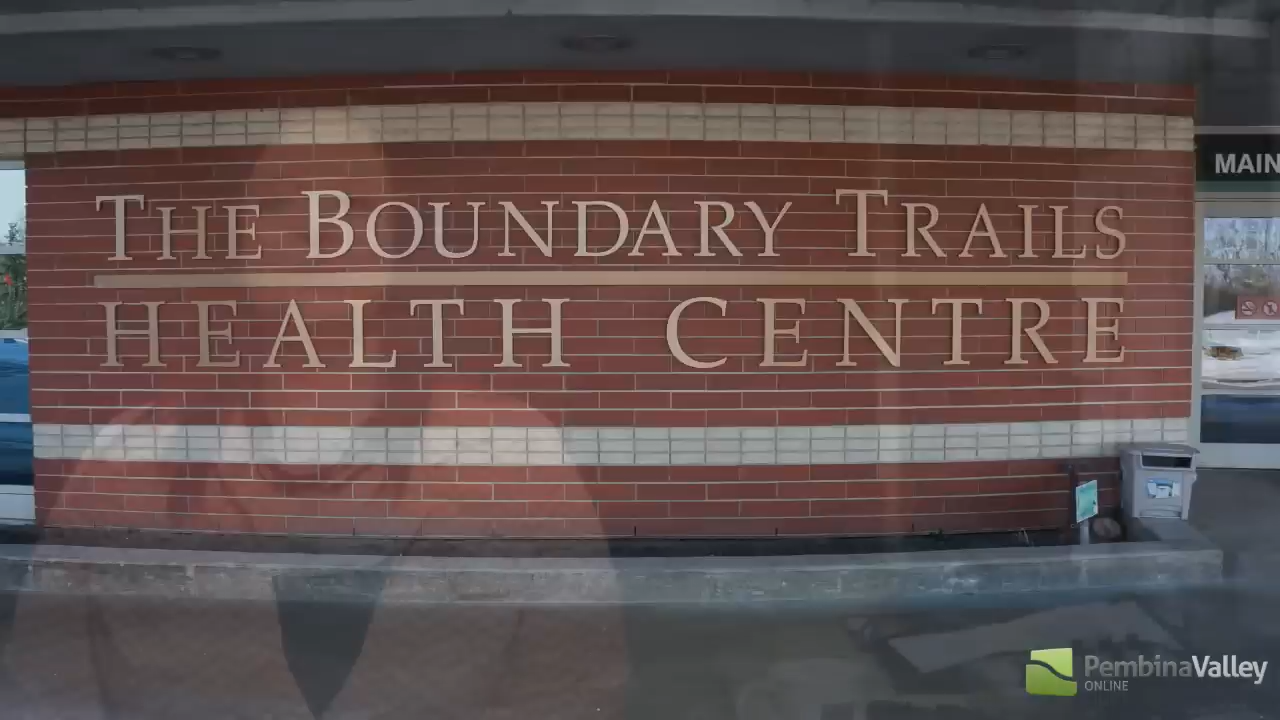 THE BOUNDARY TRAILS
HEALTH CENTRE
MAIN
PembinaValley
ONLINE